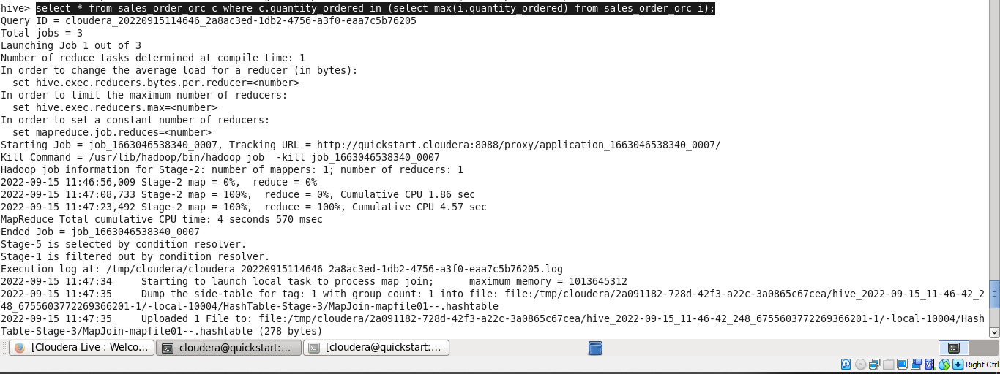 hive> select * from sales_order_orc c where c.quantity_ordered in (select max(i.quantity_ordered) from sales_order_orc i);
Query ID = cloudera_20220915114646_2a8ac3ed-1db2-4756-a3f0-eaa7c5b76205
Total jobs = 3
Launching Job 1 out of 3
Number of reduce tasks determined at compile time: 1
In order to change the average load for a reducer (in bytes):
  set hive.exec.reducers.bytes.per.reducer=<number>
In order to limit the maximum number of reducers:
  set hive.exec.reducers.max=<number>
In order to set a constant number of reducers:
  set mapreduce.job.reduces=<number>
Starting Job = job_1663046538340_0007, Tracking URL = http://quickstart.cloudera:8088/proxy/application_1663046538340_0007/
Kill Command = /usr/lib/hadoop/bin/hadoop job  -kill job_1663046538340_0007
Hadoop job information for Stage-2: number of mappers: 1; number of reducers: 1
2022-09-15 11:46:56,009 Stage-2 map = 0%,  reduce = 0%
2022-09-15 11:47:08,733 Stage-2 map = 100%,  reduce = 0%, Cumulative CPU 1.86 sec
2022-09-15 11:47:23,492 Stage-2 map = 100%,  reduce = 100%, Cumulative CPU 4.57 sec
MapReduce Total cumulative CPU time: 4 seconds 570 msec
Ended Job = job_1663046538340_0007
Stage-5 is selected by condition resolver.
Stage-1 is filtered out by condition resolver.
Execution log at: /tmp/cloudera/cloudera_20220915114646_2a8ac3ed-1db2-4756-a3f0-eaa7c5b76205.log
2022-09-15 11:47:34     Starting to launch local task to process map join;      maximum memory = 1013645312
2022-09-15 11:47:35     Dump the side-table for tag: 1 with group count: 1 into file: file:/tmp/cloudera/2a091182-728d-42f3-a22c-3a0865c67cea/hive_2022-09-15_11-46-42_2
48_6755603772269366201-1/-local-10004/HashTable-Stage-3/MapJoin-mapfile01--.hashtable
2022-09-15 11:47:35     Uploaded 1 File to: file:/tmp/cloudera/2a091182-728d-42f3-a22c-3a0865c67cea/hive_2022-09-15_11-46-42_248_6755603772269366201-1/-local-10004/Hash
Table-Stage-3/MapJoin-mapfile01--.hashtable (278 bytes)
[Cloudera Live : Welco... cloudera@quickstart:... [cloudera@quickstart:...
Right Ctrl